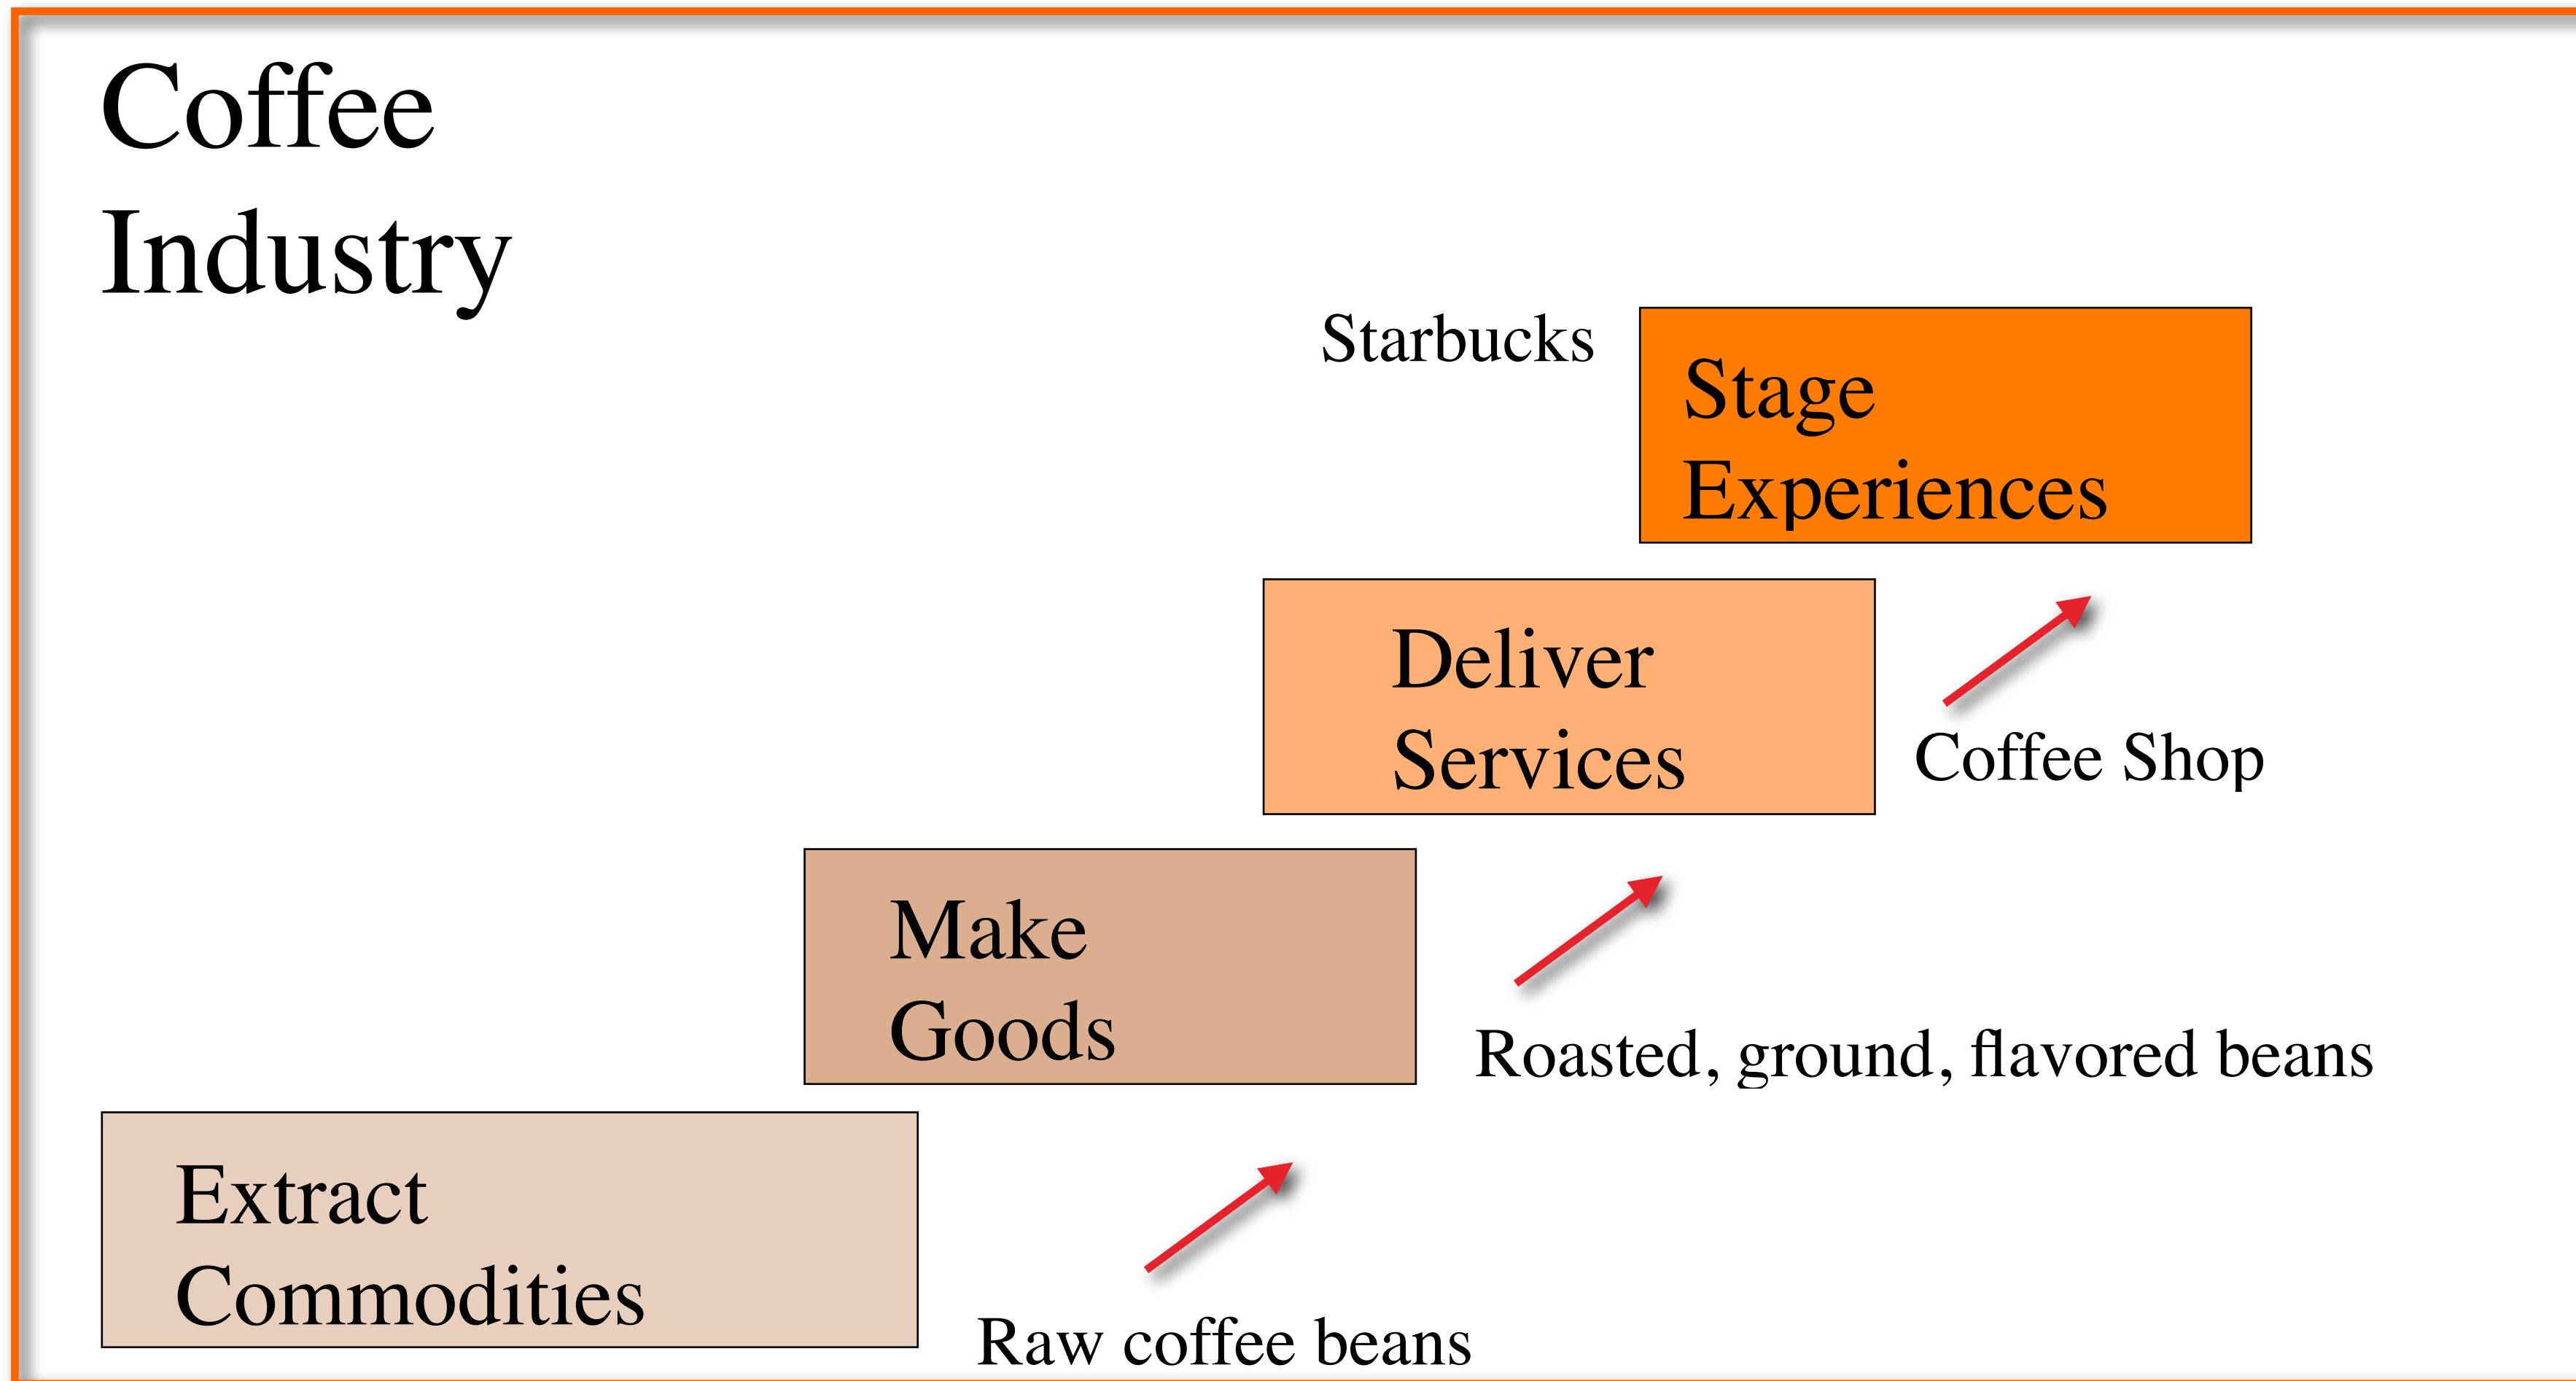 Coffee
Industry
Starbucks
Stage
Experiences
Deliver
Services
Coffee Shop
Make
Goods
Roasted, ground, flavored beans
Extract
Commodities
Raw coffee beans